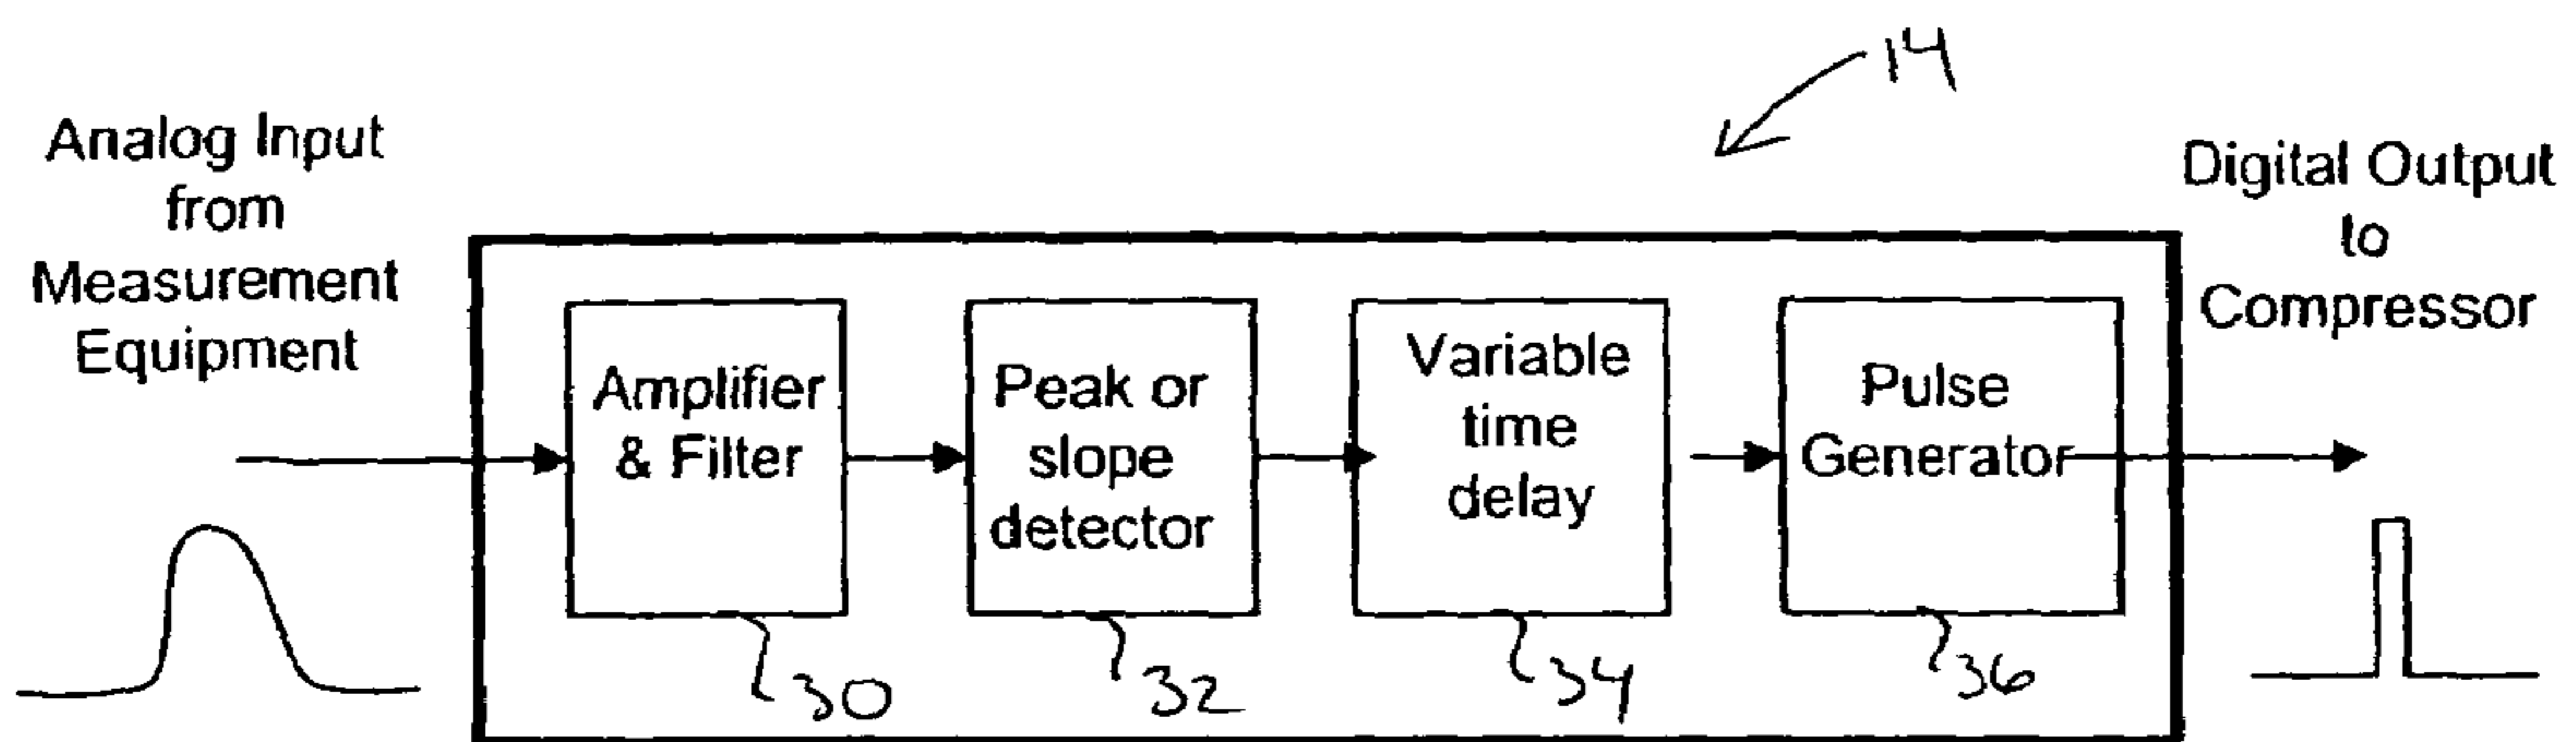 14
Analog Input
from
Measurement
Equipment
Amplifier
& Filter
Peak or
slope
detector
Variable
time
delay
Pulse
Generator
Digital Output
to
Compressor
30
32
34
36